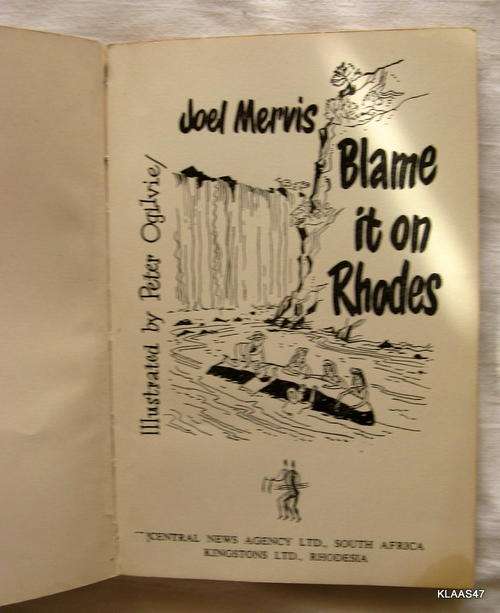 Joel Mervis
Blame
it on
Rhodes
Illustrated by Peter Ogilvie
CENTRAL NEWS AGENCY LTD., SOUTH AFRICA
KINGSTONS LTD., RHODESIA
KLAAS47